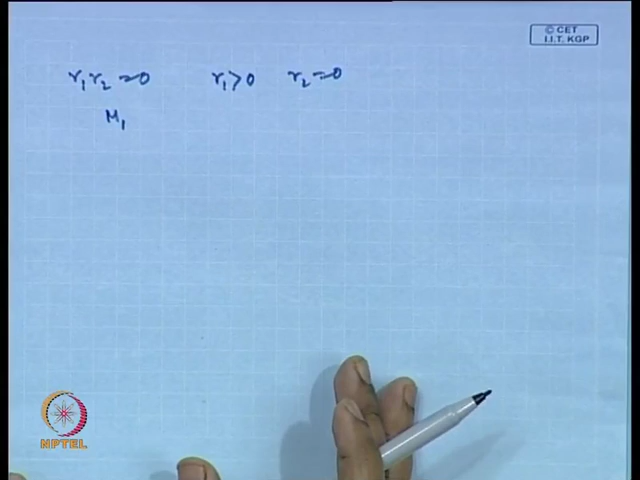 © CET
I.I.T. KGP
r₁r₂ = 0 r₁ > 0 r₂ = 0
M₁
NPTEL